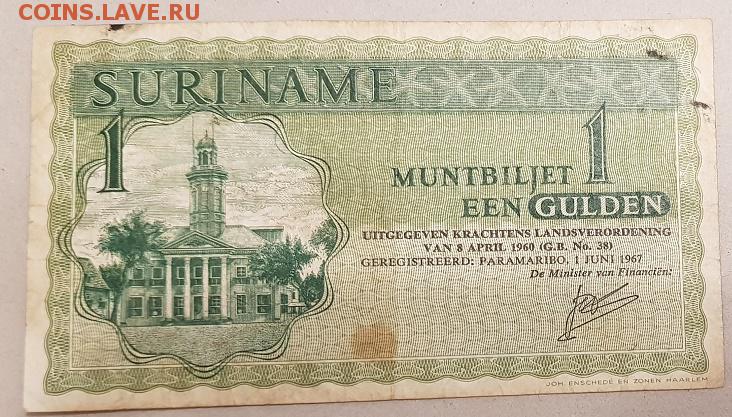 COINS.LAVE.RU
SURINAME
1
1
MUNTBILJET
EEN GULDEN
UITGEGEVEN KRACHTENS LANDSVERORDENING
VAN 8 APRIL 1960 (G.B. No. 38)
GEREGISTREERD: PARAMARIBO, 1 JUNI 1967
De Minister van Financiën:
JOH. ENSCHEDÉ EN ZONEN HAARLEM